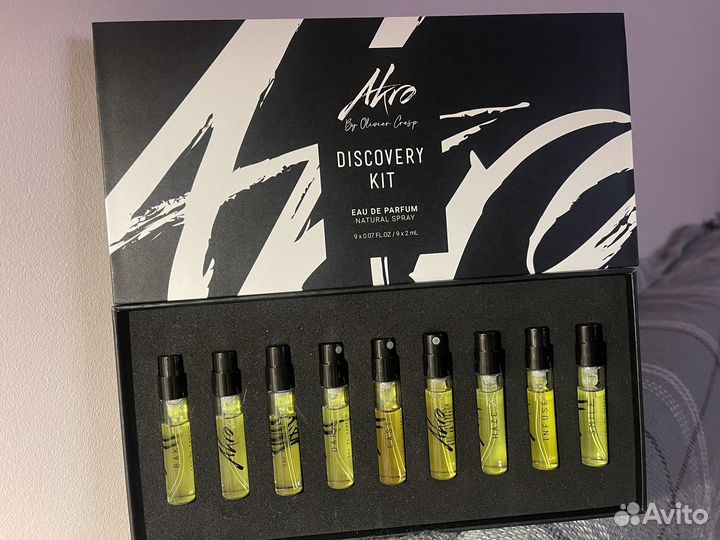 Akro
By Olivier Cresp
DISCOVERY
KIT
EAU DE PARFUM
NATURAL SPRAY
9 x 0.07 FL.OZ / 9 x 2 mL
Akro
HAZE
INFUSE
SMILE
Avito